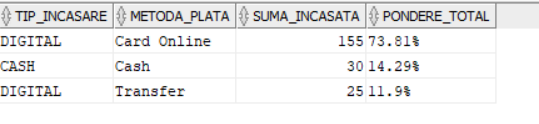 TIP_INCASARE METODA_PLATA SUMA_INCASATA PONDERE_TOTAL
DIGITAL Card Online 155 73.81%
CASH Cash 30 14.29%
DIGITAL Transfer 25 11.9%